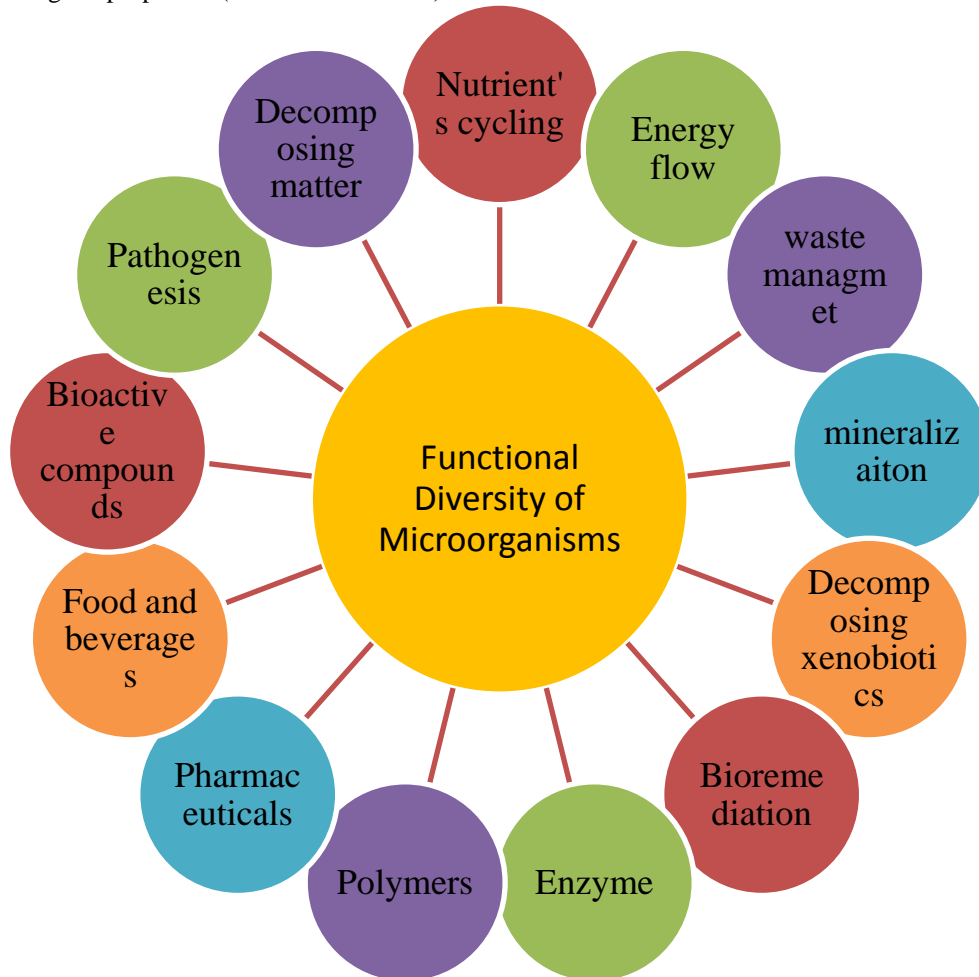 Nutrient'
s cycling
Energy
flow
waste
managm
et
mineraliz
aiton
Decomp
osing
xenobioti
cs
Bioreme
diation
Enzyme
Polymers
Pharmac
euticals
Food and
beverage
s
Bioactiv
e
compoun
ds
Pathogen
esis
Decomp
osing
matter
Functional
Diversity of
Microorganisms